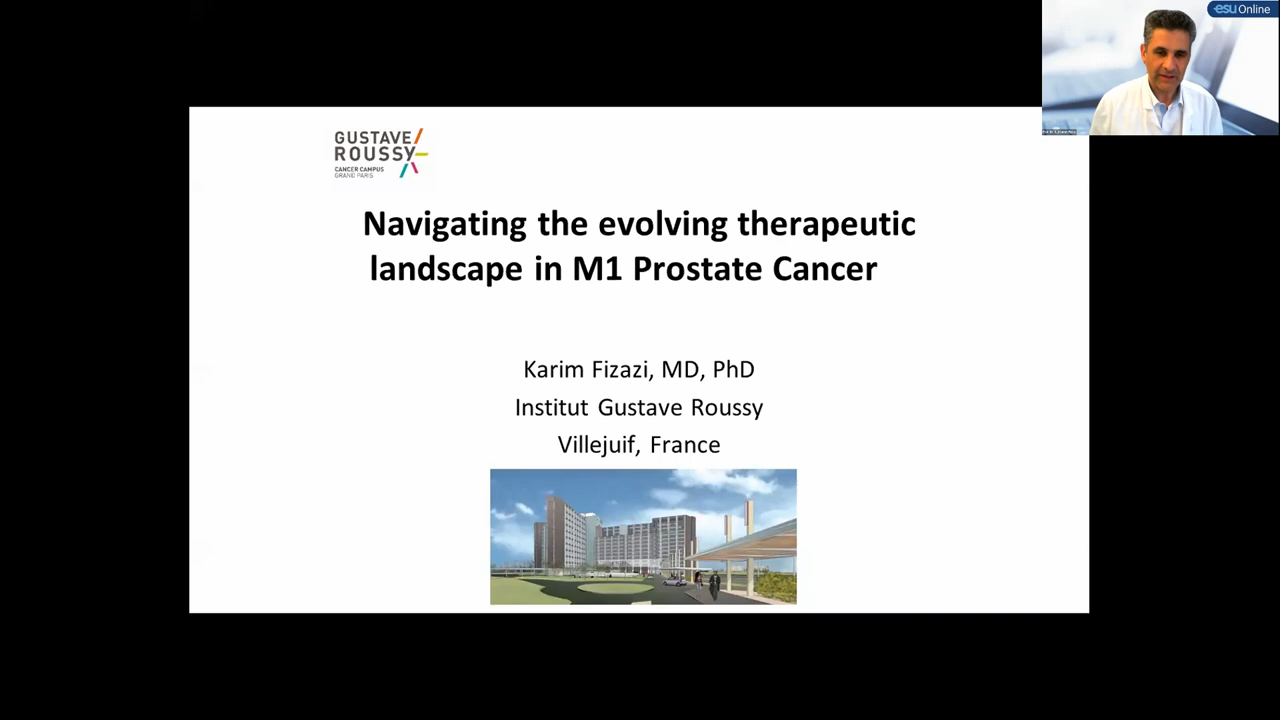 esu Online
GUSTAVE
ROUSSY
CANCER CAMPUS
GRAND PARIS
Navigating the evolving therapeutic
landscape in M1 Prostate Cancer
Karim Fizazi, MD, PhD
Institut Gustave Roussy
Villejuif, France